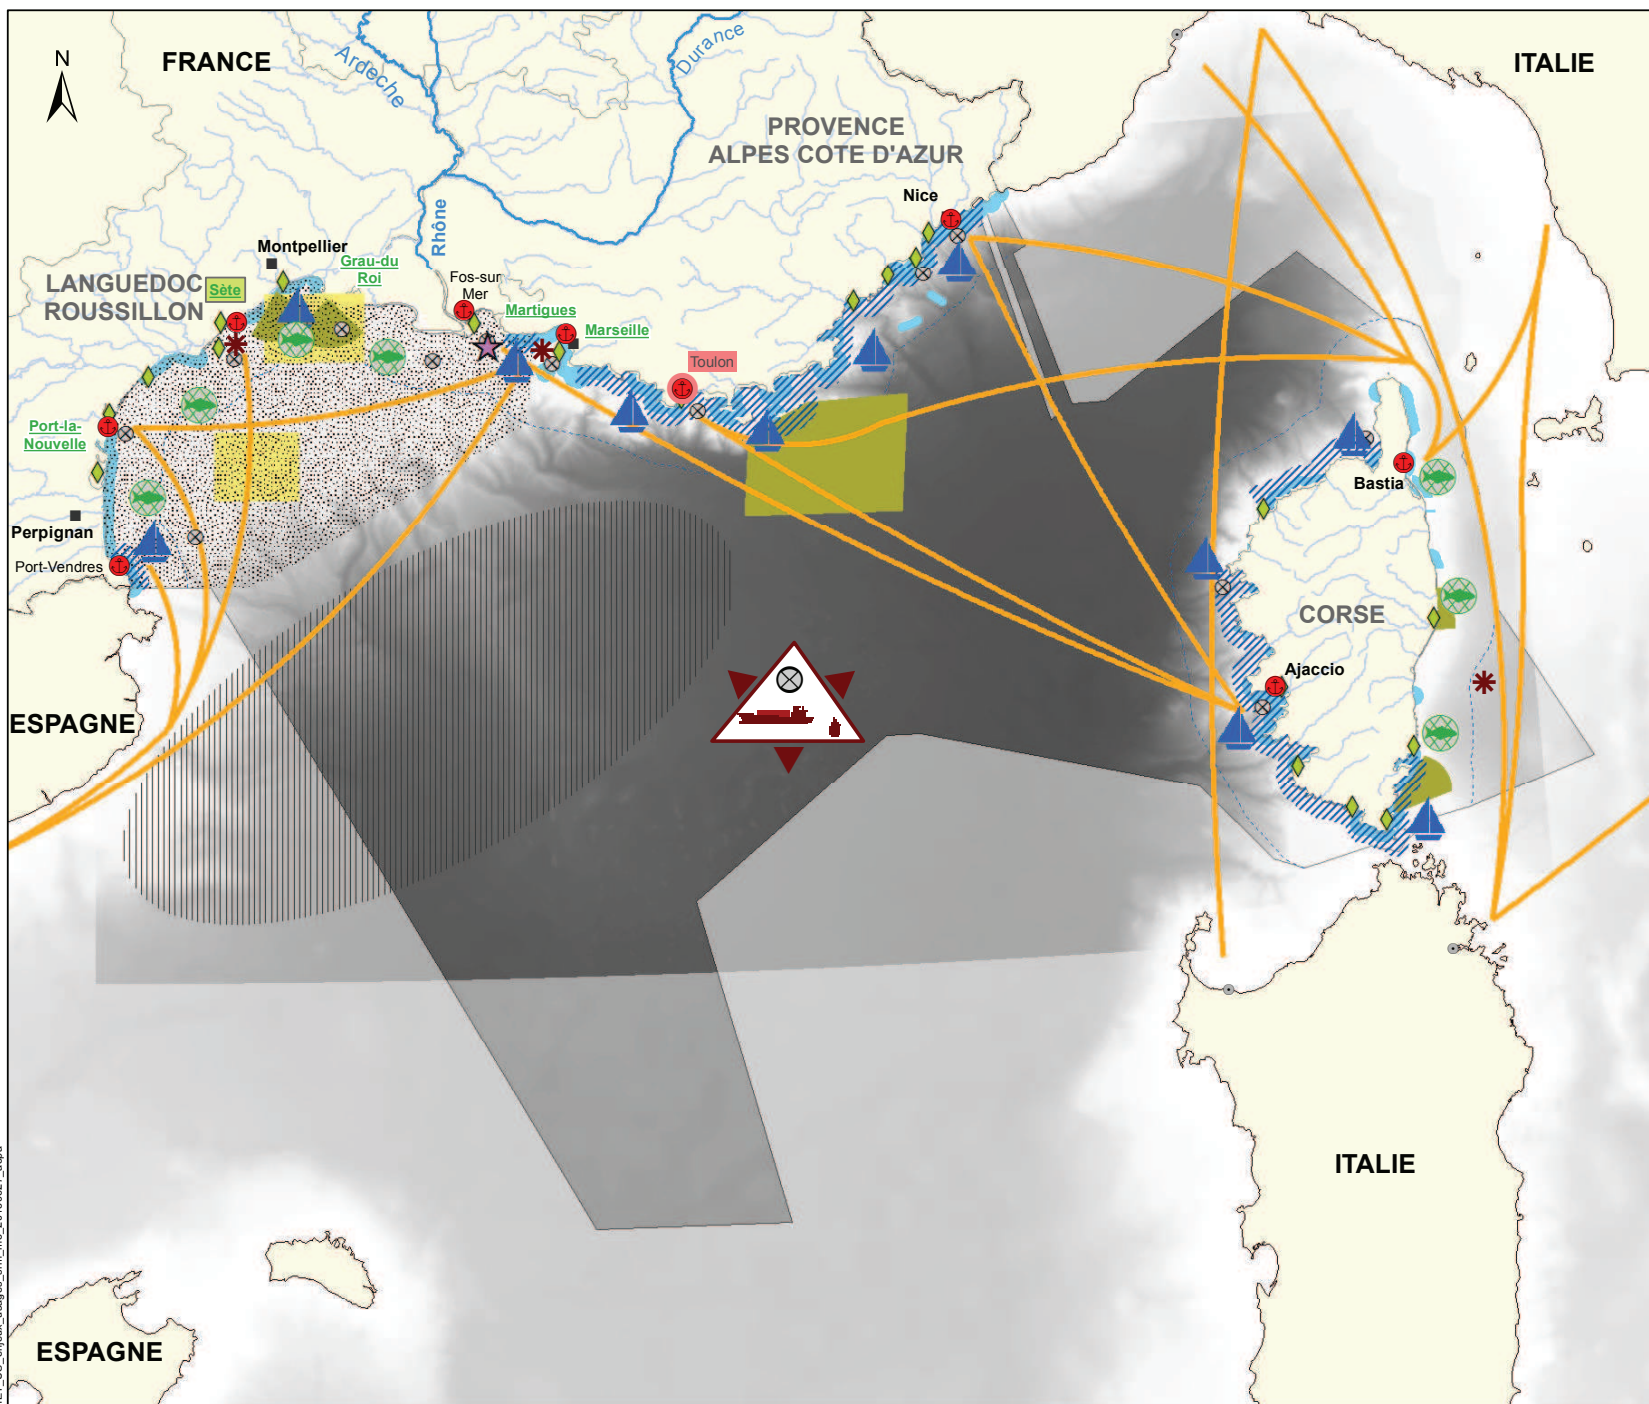 N
FRANCE
ITALIE
Ardeche
Durance
PROVENCE
ALPES COTE D'AZUR
Nice
Rhône
Montpellier
Grau-du
Roi
LANGUEDOC
ROUSSILLON
Sète
Fos-sur
Mer
Martigues
Marseille
Toulon
Port-la-
Nouvelle
Bastia
Perpignan
Port-Vendres
CORSE
Ajaccio
ESPAGNE
ITALIE
ESPAGNE